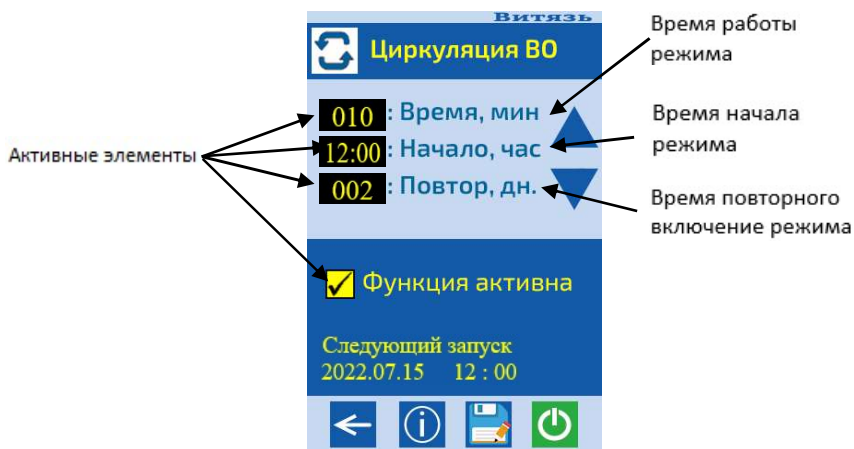 Витязь
Циркуляция ВО
010 : Время, мин
12:00 : Начало, час
002 : Повтор, дн.
Функция активна
Следующий запуск
2022.07.15 12 : 00
Активные элементы
Время работы
режима
Время начала
режима
Время повторного
включение режима